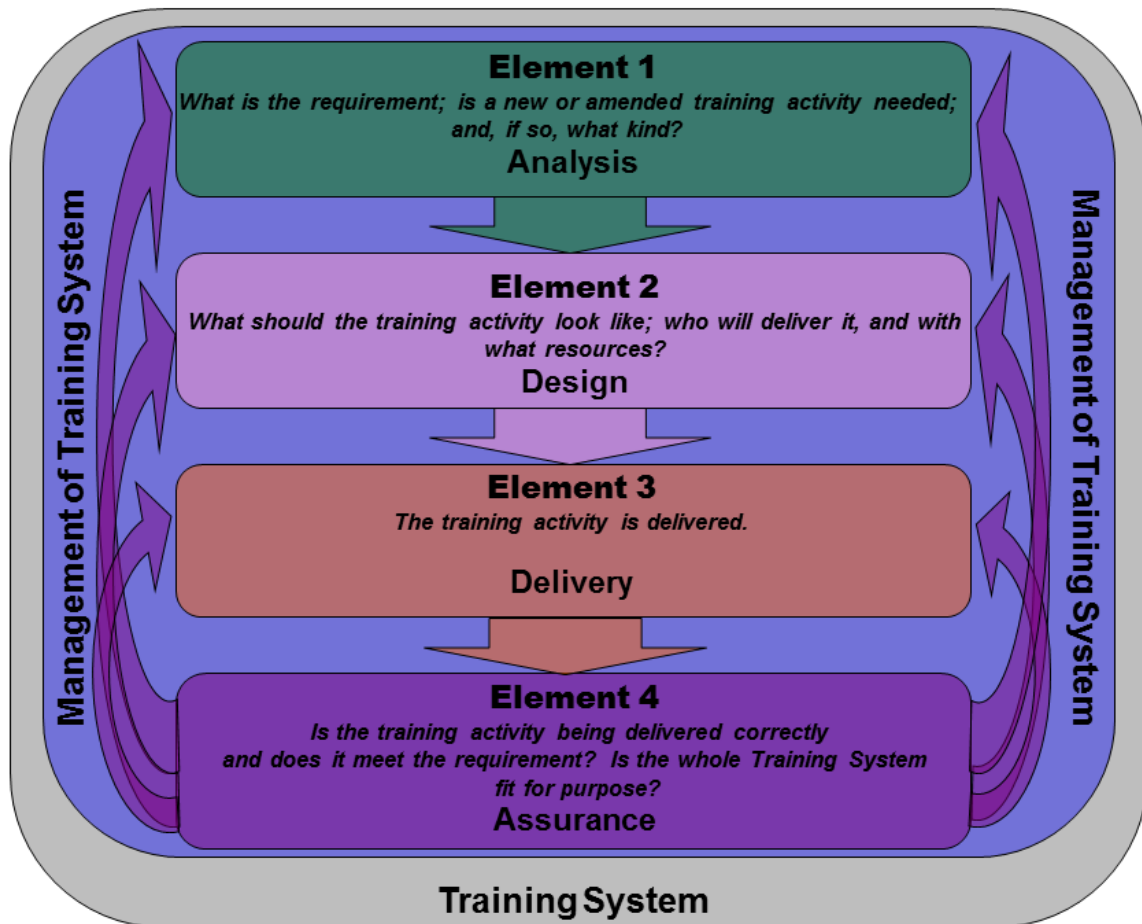 Element 1
What is the requirement; is a new or amended training activity needed;
and, if so, what kind?
Analysis
Management of Training System
Management of Training System
Element 2
What should the training activity look like; who will deliver it, and with
what resources?
Design
Element 3
The training activity is delivered.
Delivery
Element 4
Is the training activity being delivered correctly
and does it meet the requirement? Is the whole Training System
fit for purpose?
Assurance
Training System